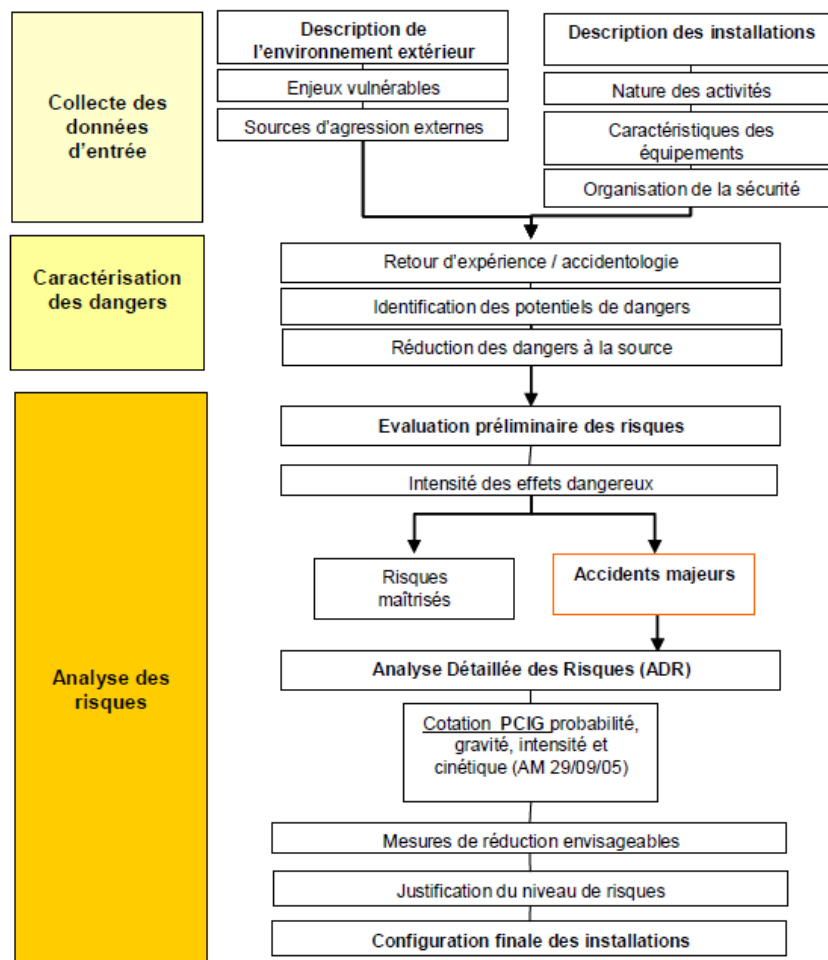 Collecte des
données
d'entrée
Description de
l'environnement extérieur
Enjeux vulnérables
Sources d'agression externes
Description des installations
Nature des activités
Caractéristiques des
équipements
Organisation de la sécurité
Caractérisation
des dangers
Retour d'expérience / accidentologie
Identification des potentiels de dangers
Réduction des dangers à la source
Analyse des
risques
Evaluation préliminaire des risques
Intensité des effets dangereux
Risques
maîtrisés
Accidents majeurs
Analyse Détaillée des Risques (ADR)
Cotation PCIG probabilité,
gravité, intensité et
cinétique (AM 29/09/05)
Mesures de réduction envisageables
Justification du niveau de risques
Configuration finale des installations